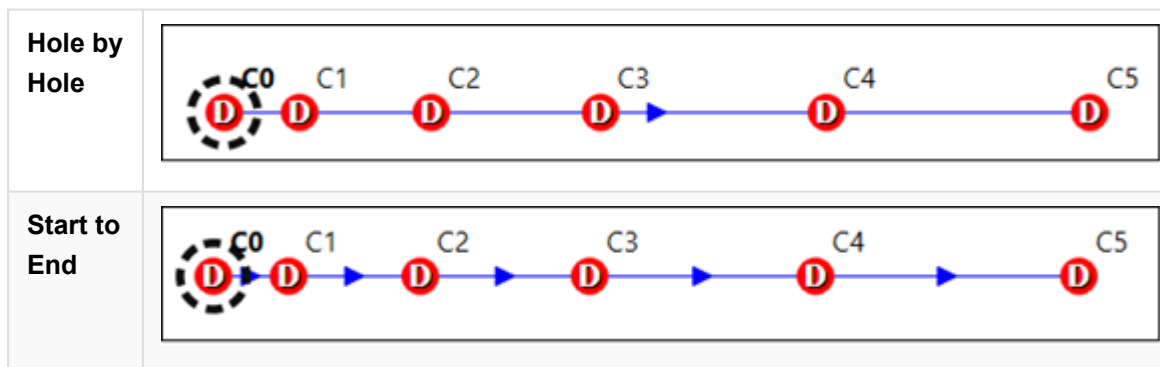 Hole by
Hole
C0 C1 C2 C3 C4 C5
D D D D D D
Start to
End
C0 C1 C2 C3 C4 C5
D D D D D D